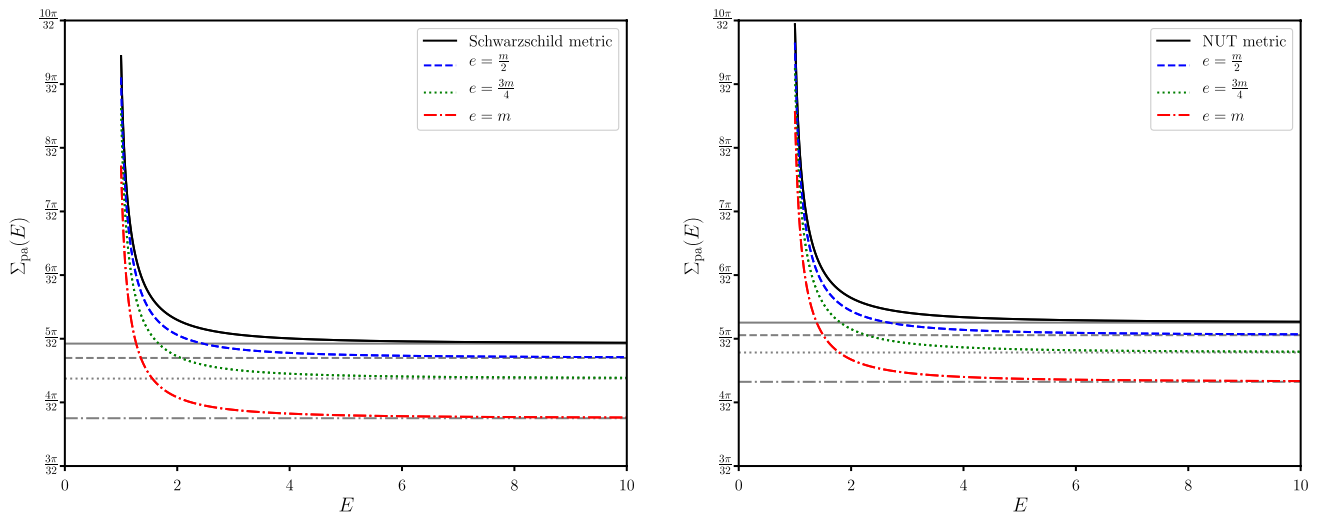 10π/32
9π/32
8π/32
7π/32
6π/32
5π/32
4π/32
3π/32
Σpa(E)
0 2 4 6 8 10
E
Schwarzschild metric
e = m/2
e = 3m/4
e = m
10π/32
9π/32
8π/32
7π/32
6π/32
5π/32
4π/32
3π/32
Σpa(E)
0 2 4 6 8 10
E
NUT metric
e = m/2
e = 3m/4
e = m